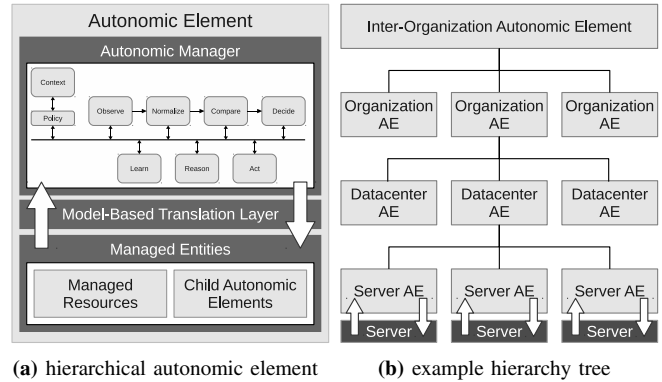 Autonomic Element
Autonomic Manager
Context
Policy
Observe
Normalize
Compare
Decide
Learn
Reason
Act
Model-Based Translation Layer
Managed Entities
Managed
Resources
Child Autonomic
Elements
(a) hierarchical autonomic element
Inter-Organization Autonomic Element
Organization
AE
Organization
AE
Organization
AE
Datacenter
AE
Datacenter
AE
Datacenter
AE
Server AE
Server AE
Server AE
Server
Server
Server
(b) example hierarchy tree